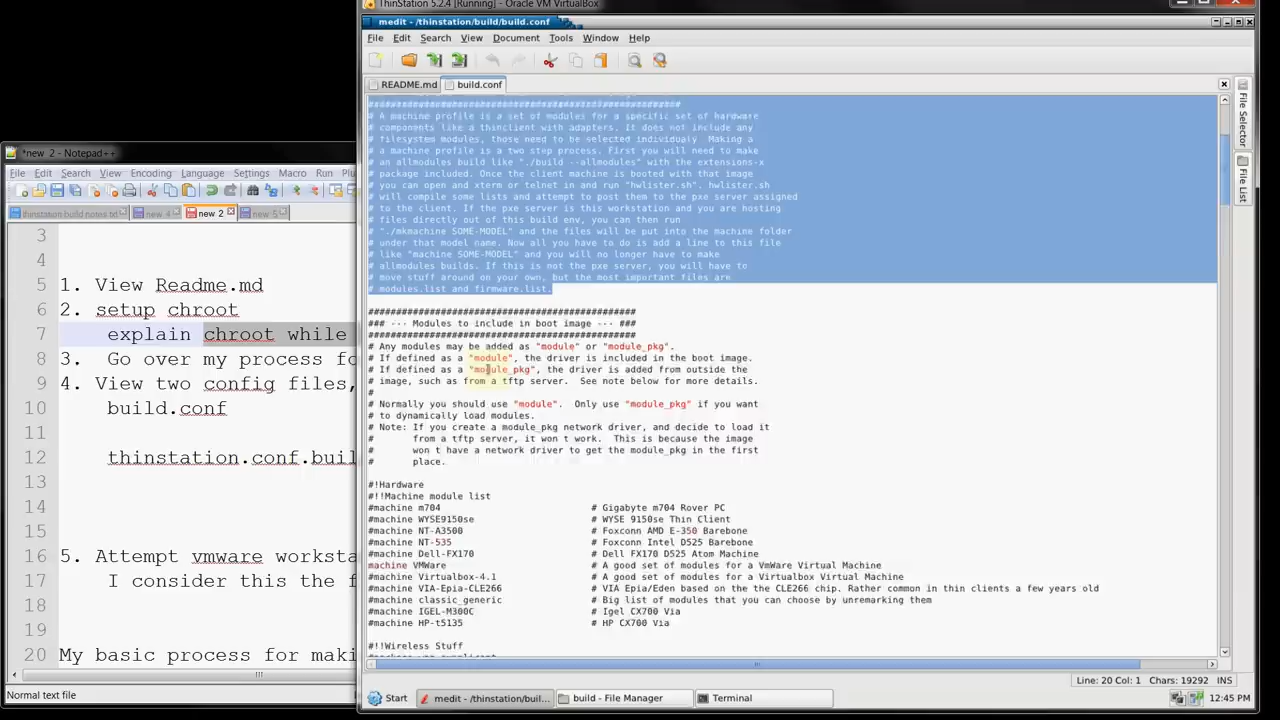 ThinStation 5.2.4 [Running] - Oracle VM VirtualBox
medit - /thinstation/build/build.conf
File Edit Search View Document Tools Window Help
README.md build.conf
File Selector
File List
########################################################
# A machine profile is a set of modules for a specific set of hardware
# components like a thinclient with adapters. It does not include any
# filesystem modules, those need to be selected individualy  Making a
# a machine profile is a two step process. First you will need to make
# an allmodules build like "./build --allmodules" with the extensions-x
# package included. Once the client machine is booted with that image
# you can open and xterm or telnet in and run "hwlister.sh". hwlister.sh
# will compile some lists and attempt to post them to the pxe server assigned
# to the client. If the pxe server is this workstation and you are hosting
# files directly out of this build env, you can then run
# "./mkmachine SOME-MODEL" and the files will be put into the machine folder
# under that model name. Now all you have to do is add a line to this file
# like "machine SOME-MODEL" and you will no longer have to make
# allmodules builds. If this is not the pxe server, you will have to
# move stuff around on your own, but the most important files are
# modules.list and firmware.list.
################################################
### --- Modules to include in boot image --- ###
################################################
# Any modules may be added as "module" or "module_pkg".
# If defined as a "module", the driver is included in the boot image.
# If defined as a "module_pkg", the driver is added from outside the
# image, such as from a tftp server.  See note below for more details.
#
# Normally you should use "module".  Only use "module_pkg" if you want
# to dynamically load modules.
# Note: If you create a module_pkg network driver, and decide to load it
#       from a tftp server, it won t work.  This is because the image
#       won t have a network driver to get the module_pkg in the first
#       place.
#!Hardware
#!!Machine module list
#machine m704 # Gigabyte m704 Rover PC
#machine WYSE9150se # WYSE 9150se Thin Client
#machine NT-A3500 # Foxconn AMD E-350 Barebone
#machine NT-535 # Foxconn Intel D525 Barebone
#machine Dell-FX170 # Dell FX170 D525 Atom Machine
machine VMWare # A good set of modules for a VmWare Virtual Machine
#machine Virtualbox-4.1 # A good set of modules for a Virtualbox Virtual Machine
#machine VIA-Epia-CLE266 # VIA Epia/Eden based on the the CLE266 chip. Rather common in thin clients a few years old
#machine classic_generic # Big list of modules that you can choose by unremarking them
#machine IGEL-M300C # Igel CX700 Via
#machine HP-t5135 # HP CX700 Via
#!!Wireless Stuff
Line: 20 Col: 1 Chars: 19292 INS
Start medit - /thinstation/buil... build - File Manager Terminal 12:45 PM
*new 2 - Notepad++
File Edit Search View Encoding Language Settings Macro Run
thinstation build notes.txt new 4 new 2 new 5
3
4
5 1. View Readme.md
6 2. setup chroot
7 explain chroot while
8 3. Go over my process fo
9 4. View two config files,
10 build.conf
11
12 thinstation.conf.buil
13
14
15
16 5. Attempt vmware worksta
17 I consider this the f
18
19
20 My basic process for maki
Normal text file